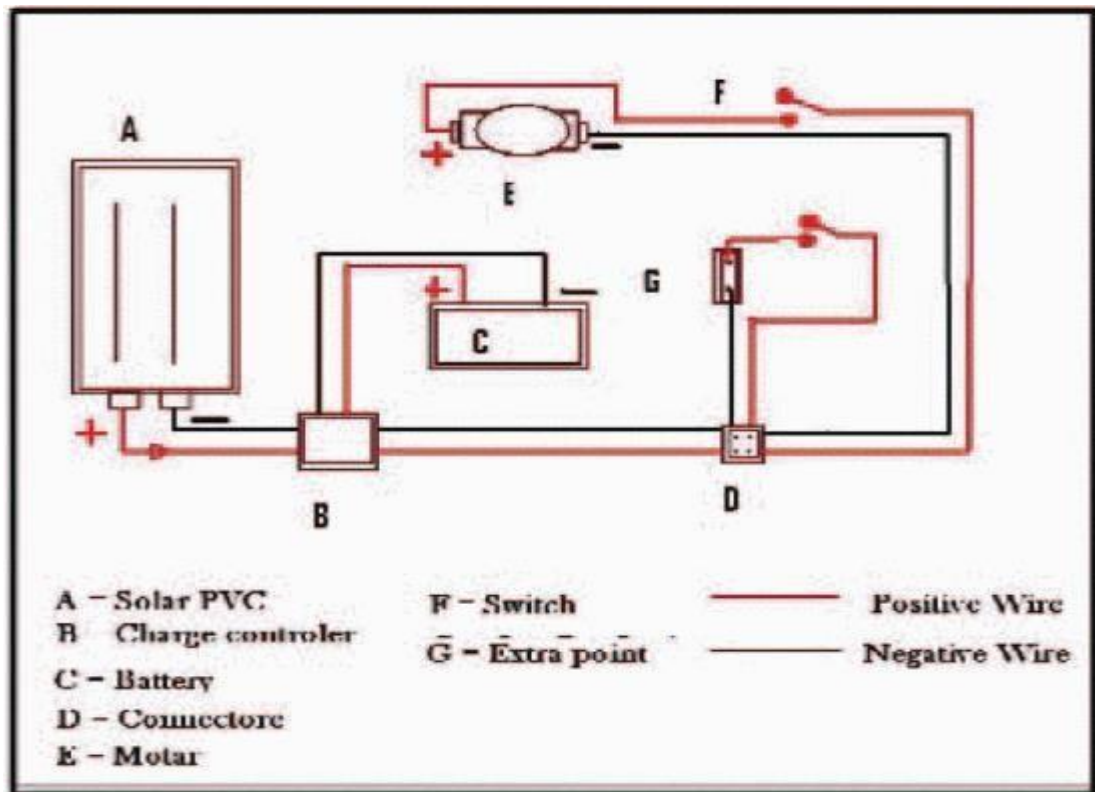 A
F
+
−
E
+
−
G
C
+
−
B
D
A – Solar PVC
B – Charge controler
C – Battery
D – Connectore
E – Motar
F – Switch
G – Extra point
Positive Wire
Negative Wire